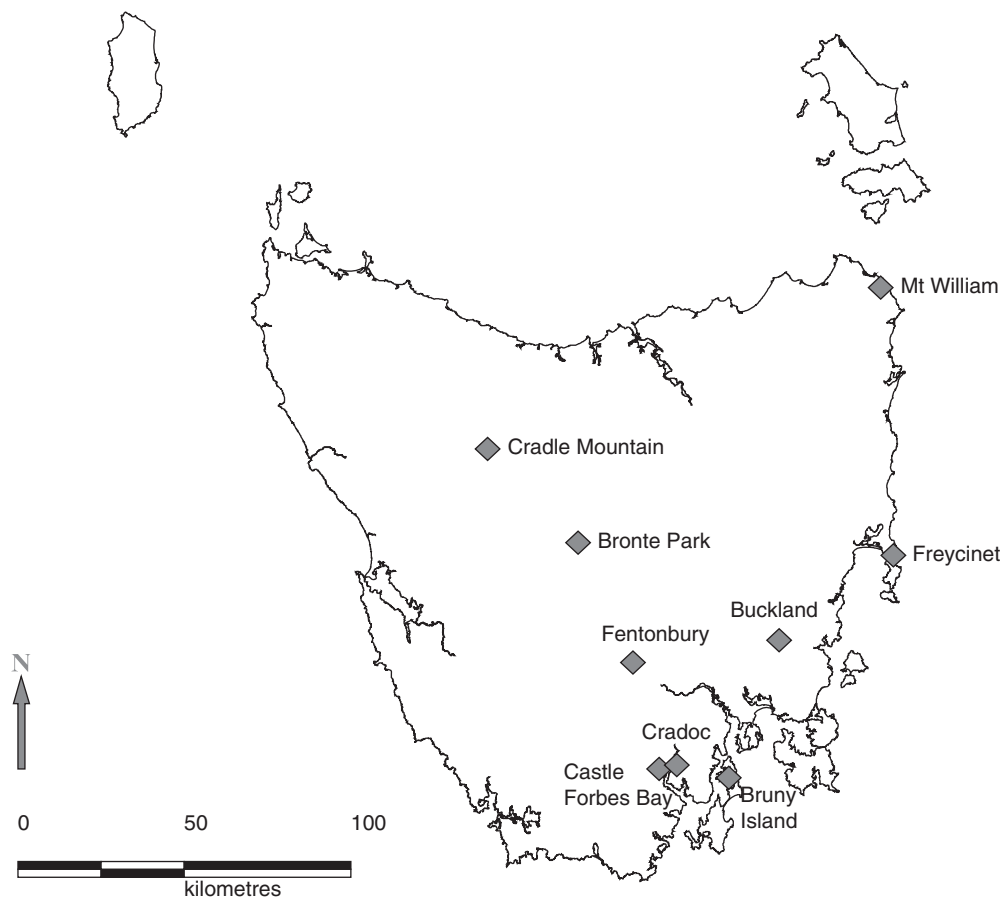 Mt William
Cradle Mountain
Bronte Park
Freycinet
Buckland
Fentonbury
N
Cradoc
Castle
Forbes Bay
Bruny
Island
0 50 100
kilometres